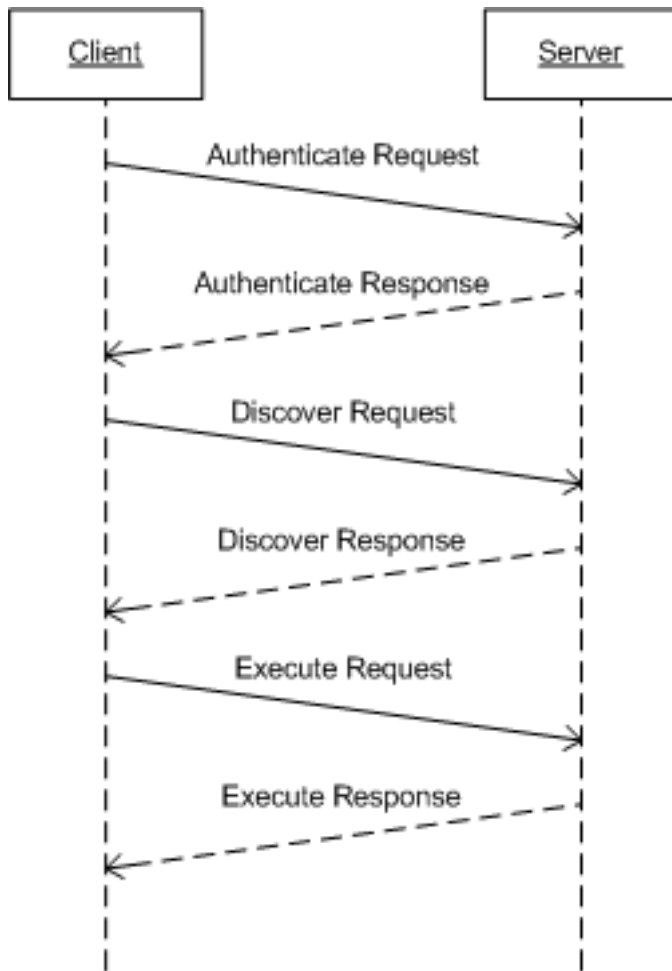 Client
Server
Authenticate Request
Authenticate Response
Discover Request
Discover Response
Execute Request
Execute Response